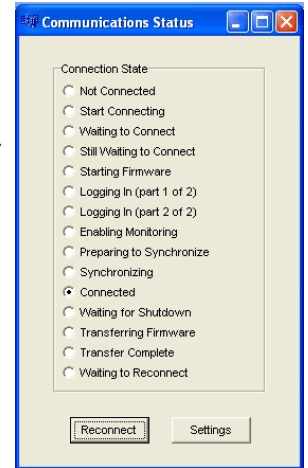 Communications Status
Connection State
Not Connected
Start Connecting
Waiting to Connect
Still Waiting to Connect
Starting Firmware
Logging In (part 1 of 2)
Logging In (part 2 of 2)
Enabling Monitoring
Preparing to Synchronize
Synchronizing
Connected
Waiting for Shutdown
Transferring Firmware
Transfer Complete
Waiting to Reconnect
Reconnect Settings